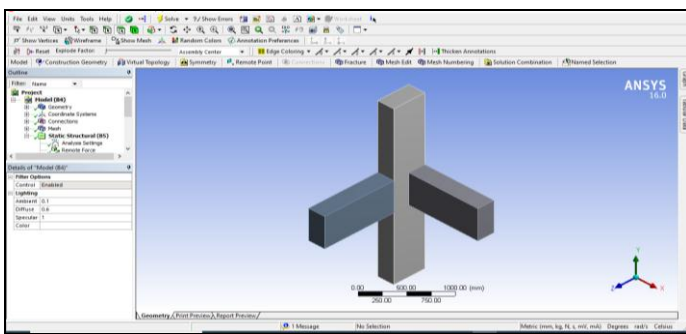 File Edit View Units Tools Help Solve ?/ Show Errors Worksheet
Show Vertices Wireframe Show Mesh Random Colors Annotation Preferences
Reset Explode Factor: Assembly Center Edge Coloring Thicken Annotations
Model Construction Geometry Virtual Topology Symmetry Remote Point Connections Fracture Mesh Edit Mesh Numbering Solution Combination Named Selection
Outline
Filter: Name
Project
Model (B4)
Geometry
Coordinate Systems
Connections
Mesh
Static Structural (B5)
Analysis Settings
Remote Force
Details of "Model (B4)"
Filter Options
Control Enabled
Lighting
Ambient 0.1
Diffuse 0.6
Specular 1
Color
ANSYS
16.0
0.00 500.00 1000.00 (mm)
250.00 750.00
Y
Z X
Geometry Print Preview Report Preview
1 Message No Selection Metric (mm, kg, N, s, mV, mA) Degrees rad/s Celsius